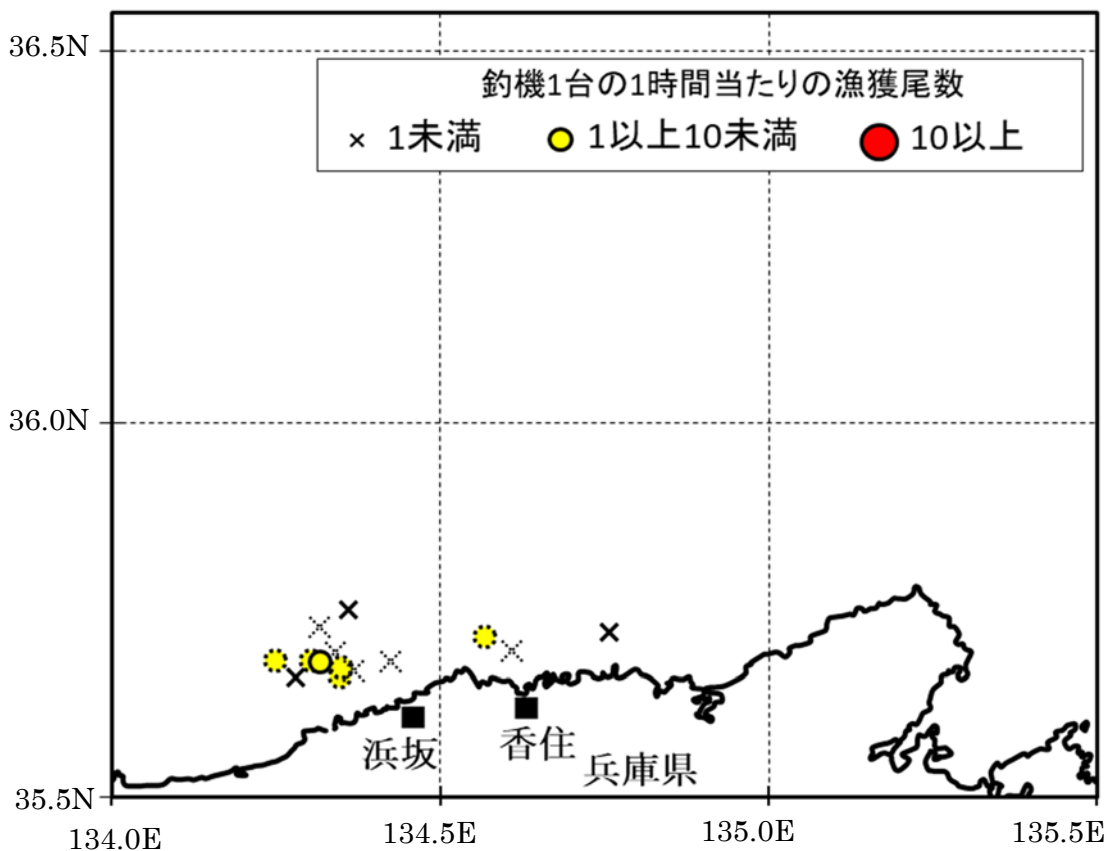 36.5N
釣機1台の1時間当たりの漁獲尾数
× 1未満 1以上10未満 10以上
36.0N
浜坂
香住
兵庫県
35.5N
134.0E
134.5E
135.0E
135.5E